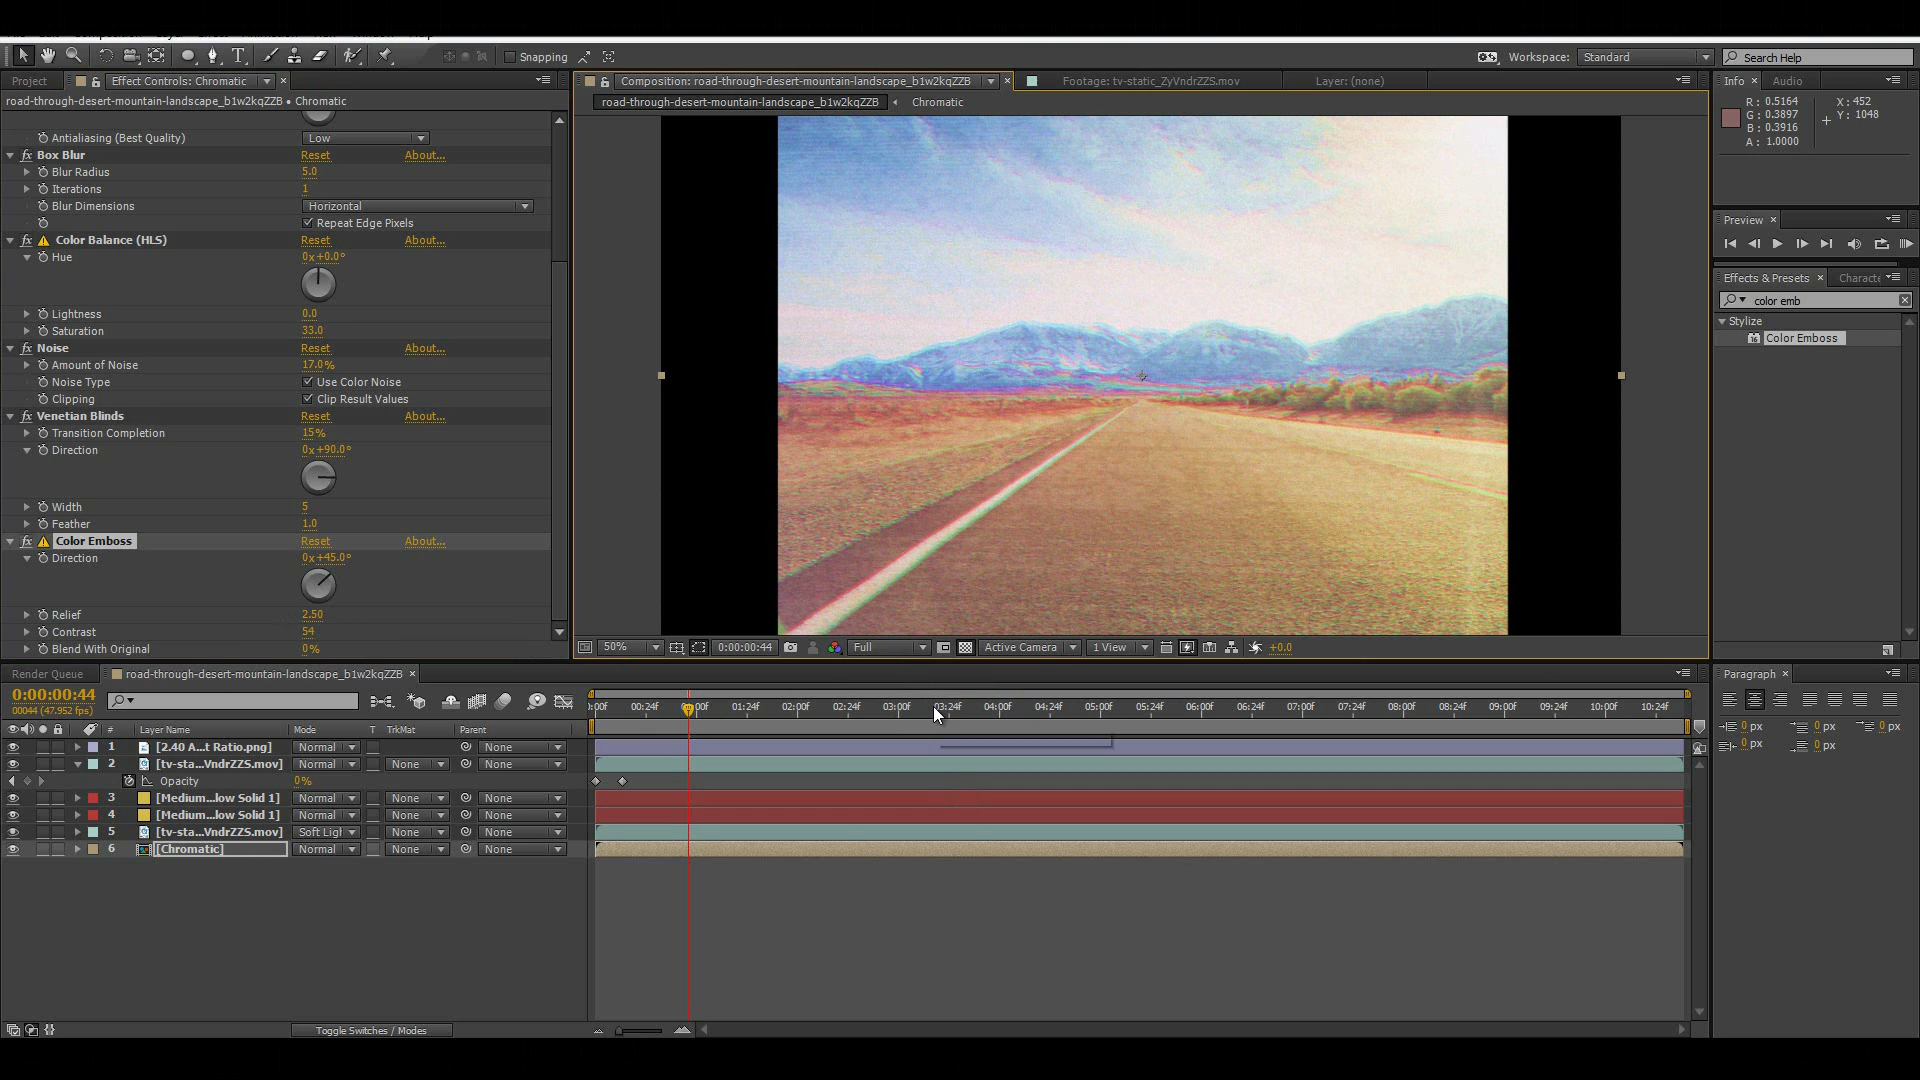 Snapping
Workspace: Standard
Search Help
Project
Effect Controls: Chromatic
Composition: road-through-desert-mountain-landscape_b1w2kqZZB
Footage: tv-static_ZyVndrZZS.mov
Layer: (none)
Info
Audio
road-through-desert-mountain-landscape_b1w2kqZZB • Chromatic
road-through-desert-mountain-landscape_b1w2kqZZB
Chromatic
R: 0.5164
G: 0.3897
B: 0.3916
A: 1.0000
X: 452
Y: 1048
Antialiasing (Best Quality) Low
fx Box Blur Reset About...
Blur Radius 5.0
Iterations 1
Blur Dimensions Horizontal
Repeat Edge Pixels
fx Color Balance (HLS) Reset About...
Hue 0x+0.0°
Lightness 0.0
Saturation 33.0
fx Noise Reset About...
Amount of Noise 17.0%
Noise Type Use Color Noise
Clipping Clip Result Values
fx Venetian Blinds Reset About...
Transition Completion 15%
Direction 0x+90.0°
Width 5
Feather 1.0
fx Color Emboss Reset About...
Direction 0x+45.0°
Relief 2.50
Contrast 54
Blend With Original 0%
Preview
Effects & Presets
Characte
color emb
Stylize
16
Color Emboss
50%
0:00:00:44
Full
Active Camera
1 View
+0.0
Render Queue
road-through-desert-mountain-landscape_b1w2kqZZB
Paragraph
0:00:00:44
00044 (47.952 fps)
):00f 00:24f 01:24f 02:00f 02:24f 03:00f 03:24f 04:00f 04:24f 05:00f 05:24f 06:00f 06:24f 07:00f 07:24f 08:00f 08:24f 09:00f 09:24f 10:00f 10:24f
# Layer Name Mode T TrkMat Parent
1 [2.40 A...t Ratio.png] Normal None
2 [tv-sta...VndrZZS.mov] Normal None None
Opacity 0%
3 [Medium...low Solid 1] Normal None None
4 [Medium...low Solid 1] Normal None None
5 [tv-sta...VndrZZS.mov] Soft Ligh None None
6 [Chromatic] Normal None None
0 px 0 px 0 px
0 px 0 px
Toggle Switches / Modes